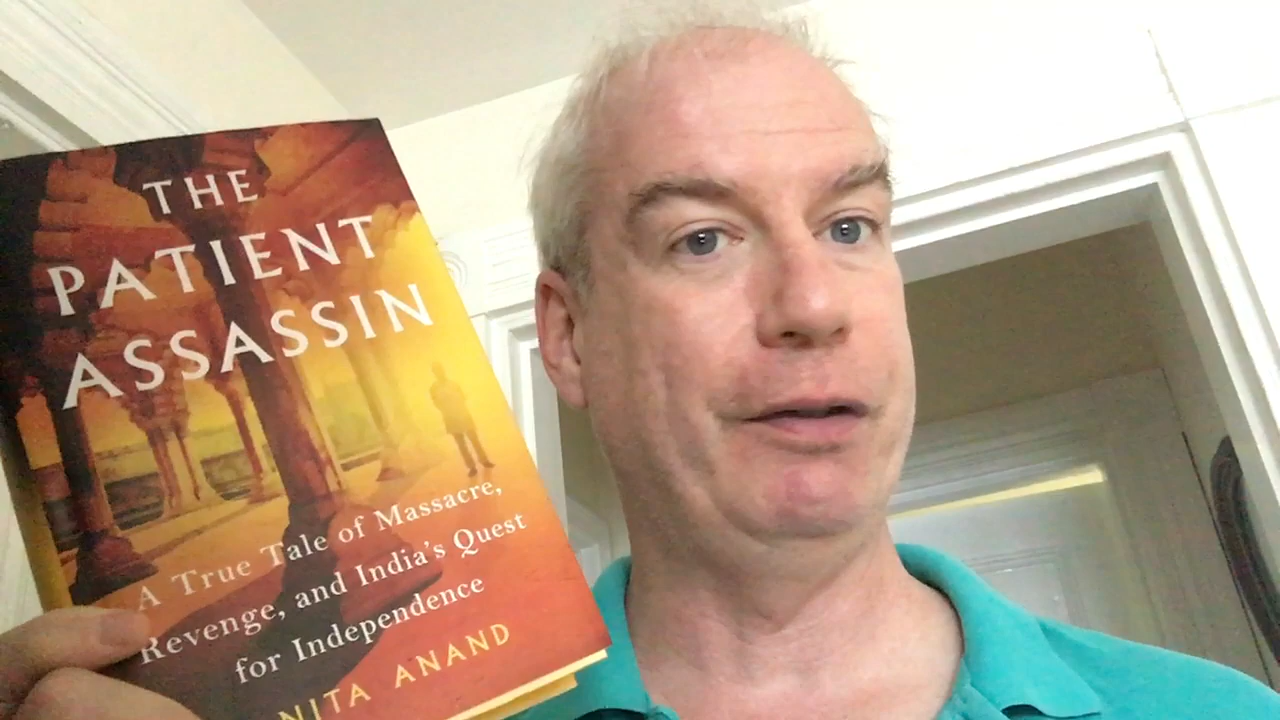 THE
PATIENT
ASSASSIN
A True Tale of Massacre,
Revenge, and India's Quest
for Independence
NITA ANAND